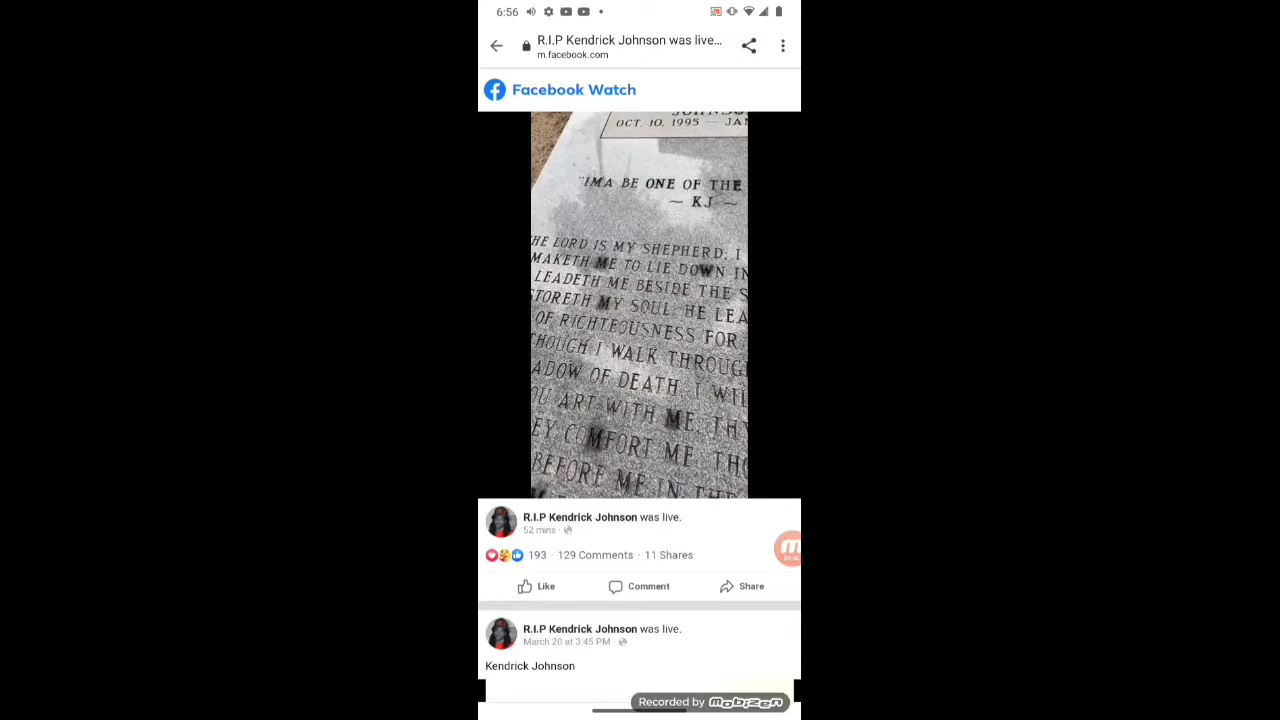 6:56
R.I.P Kendrick Johnson was live...
m.facebook.com
Facebook Watch
JOHNSO
OCT. 10. 1995 — JAN
"IMA BE ONE OF THE
~ KJ ~
HE LORD IS MY SHEPHERD; I
MAKETH ME TO LIE DOWN IN
LEADETH ME BESIDE THE S
STORETH MY SOUL: HE LEA
OF RIGHTEOUSNESS FOR
THOUGH I WALK THROUG
ADOW OF DEATH, I WIL
OU ART WITH ME, THY
EY COMFORT ME, THO
BEFORE ME IN THE
R.I.P Kendrick Johnson was live.
52 mins ·
193 · 129 Comments · 11 Shares
Like Comment Share
R.I.P Kendrick Johnson was live.
March 20 at 3:45 PM ·
Kendrick Johnson
Recorded by mobizen